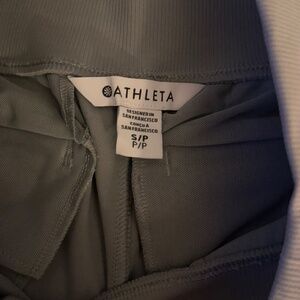 ATHLETA
DESIGNED IN
SAN FRANCISCO
CONÇU À
SAN FRANCISCO
S/P
P/P